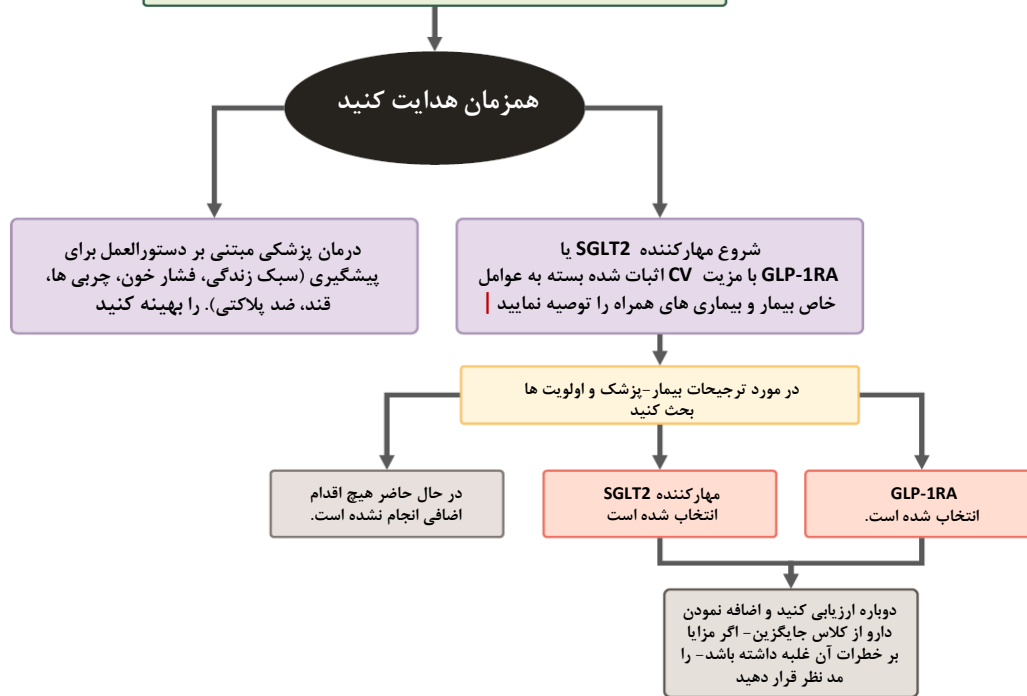 همزمان هدایت کنید
شروع مهارکننده SGLT2 یا
GLP-1RA با مزیت CV اثبات شده بسته به عوامل
خاص بیمار و بیماری های همراه را توصیه نمایید
درمان پزشکی مبتنی بر دستورالعمل برای
پیشگیری (سبک زندگی، فشار خون، چربی ها،
قند، ضد پلاکتی). را بهینه کنید
در مورد ترجیحات بیمار-پزشک و اولویت ها
بحث کنید
GLP-1RA
انتخاب شده است.
مهارکننده SGLT2
انتخاب شده است
در حال حاضر هیچ اقدام
اضافی انجام نشده است.
دوباره ارزیابی کنید و اضافه نمودن
دارو از کلاس جایگزین- اگر مزایا
بر خطرات آن غلبه داشته باشد- را
مد نظر قرار دهید